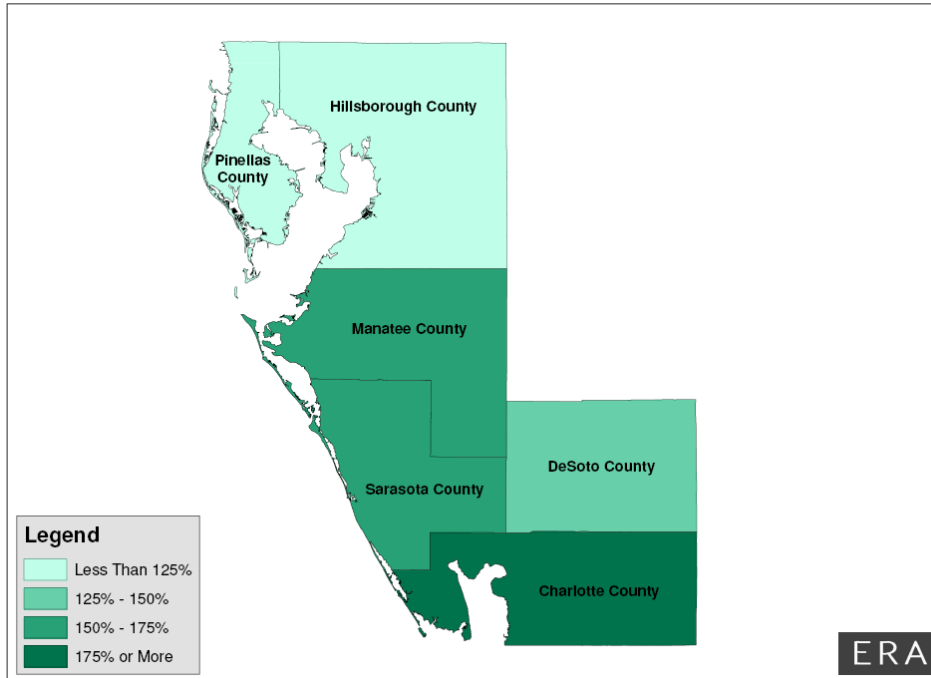 Hillsborough County
Pinellas
County
Manatee County
DeSoto County
Sarasota County
Charlotte County
Legend
Less Than 125%
125% - 150%
150% - 175%
175% or More
ERA